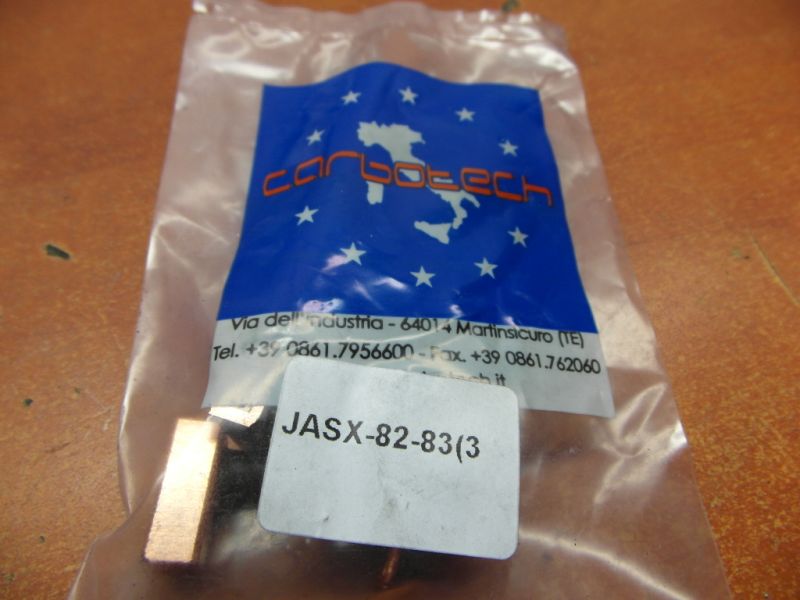 carbotech
Via dell'Industria - 64014 Martinsicuro (TE)
Tel. +39 0861.7956600 - Fax. +39 0861.762060
JASX-82-83(3